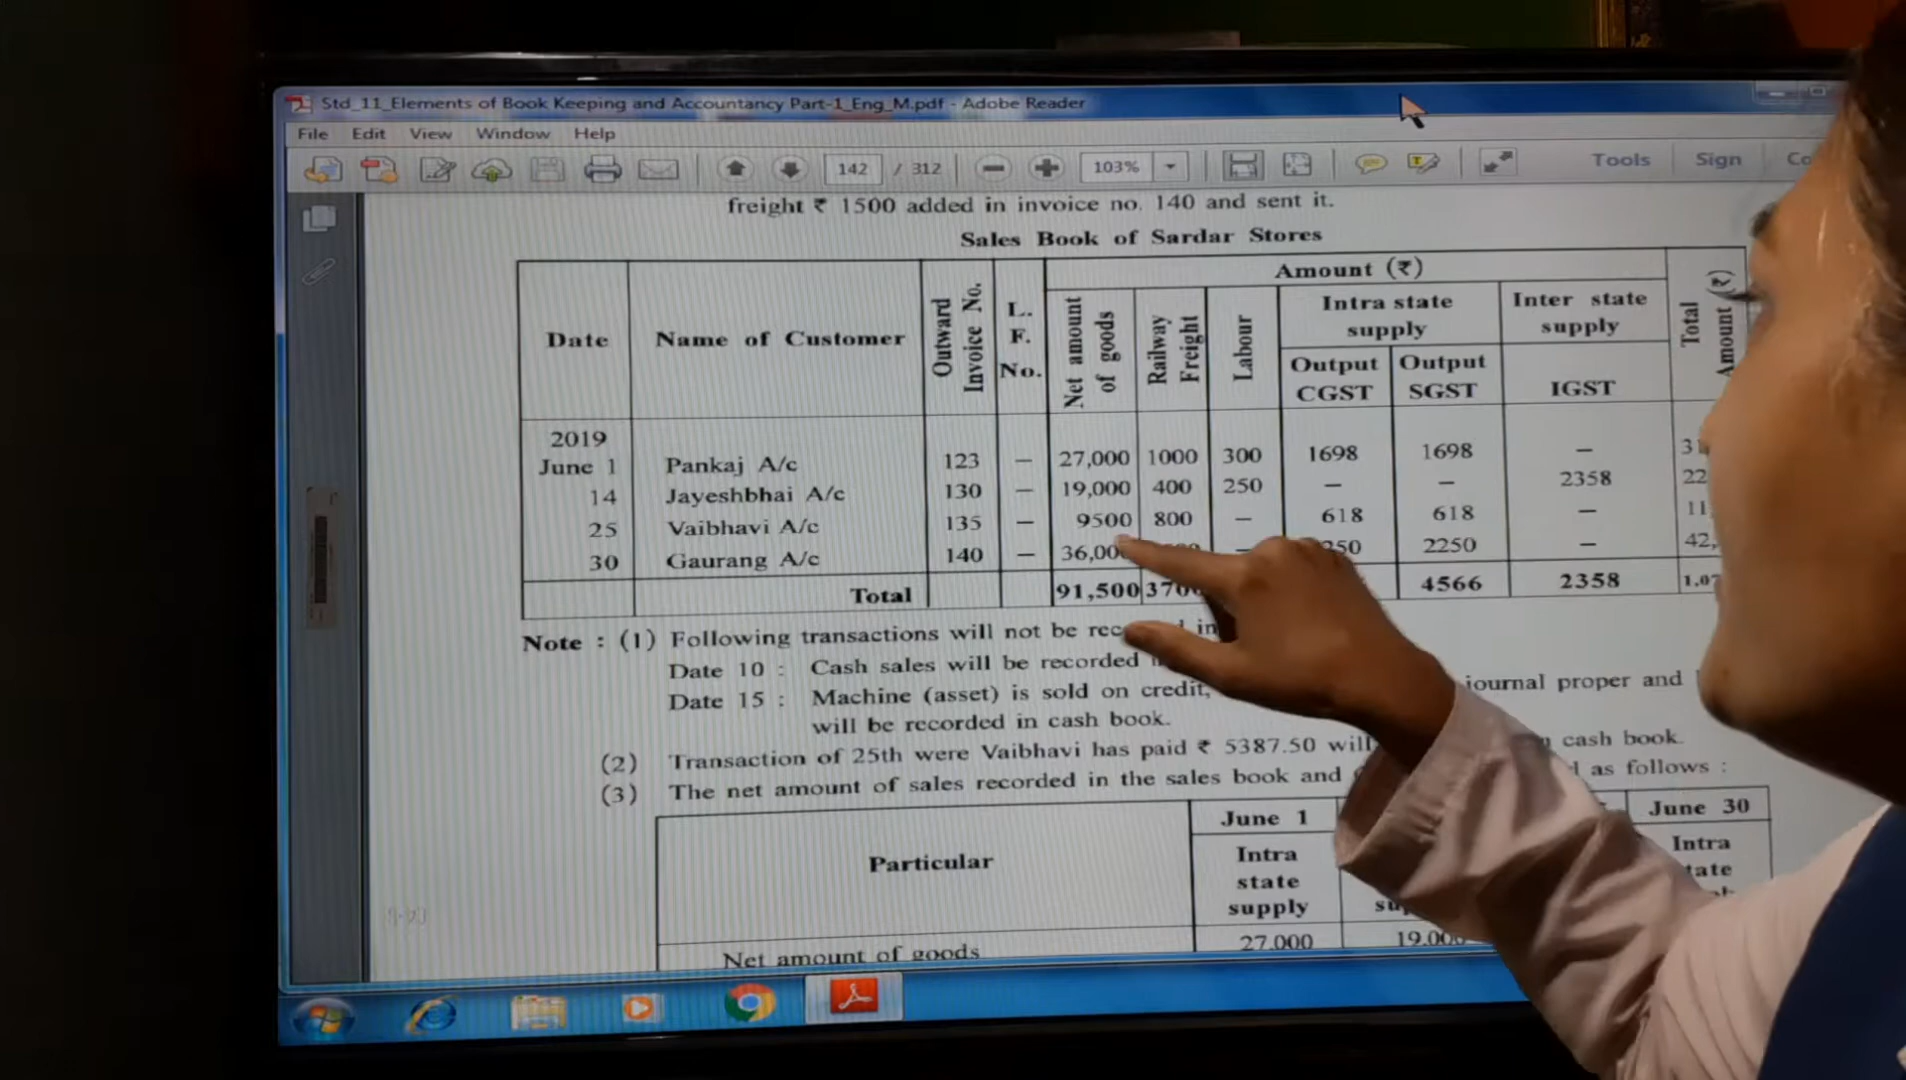 Std_11_Elements of Book Keeping and Accountancy Part-1_Eng_M.pdf - Adobe Reader
File Edit View Window Help
142 / 312 103% Tools Sign Co
freight ₹ 1500 added in invoice no. 140 and sent it.
Sales Book of Sardar Stores
Date Name of Customer Outward Invoice No. L. F. No. Amount (₹) Total Amount (₹)
Net amount of goods Railway Freight Labour Intra state supply Inter state supply
Output CGST Output SGST IGST
2019
June 1 Pankaj A/c 123 – 27,000 1000 300 1698 1698 –
14 Jayeshbhai A/c 130 – 19,000 400 250 – – 2358
25 Vaibhavi A/c 135 – 9500 800 – 618 618 –
30 Gaurang A/c 140 – – 2250 –
Total 91,500 4566 2358
Note : (1) Following transactions will not be in
Date 10 : Cash sales will be recorded
Date 15 : Machine (asset) is sold on credit, journal proper and
will be recorded in cash book.
(2) Transaction of 25th were Vaibhavi has paid ₹ 5387.50 will cash book.
(3) The net amount of sales recorded in the sales book and as follows :
Particular June 1 June 30
Intra state supply Intra
Net amount of goods 27,000